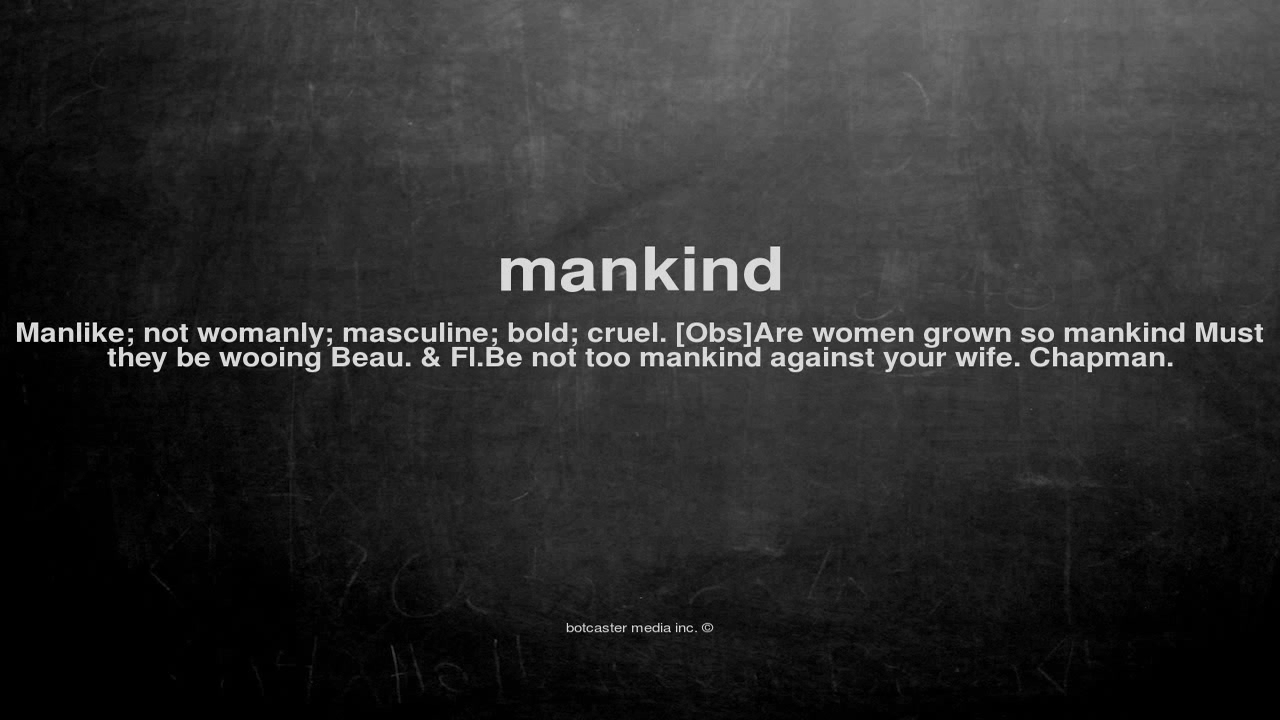 mankind
Manlike; not womanly; masculine; bold; cruel. [Obs]Are women grown so mankind Must
they be wooing Beau. & Fl.Be not too mankind against your wife. Chapman.
botcaster media inc. ©